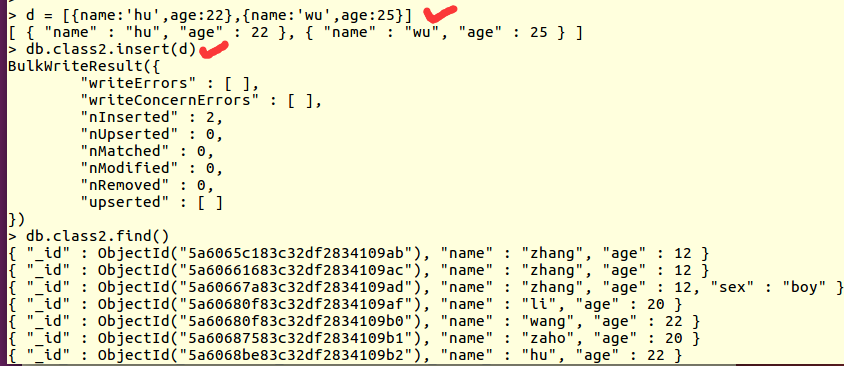 > d = [{name:'hu',age:22},{name:'wu',age:25}]
[ { "name" : "hu", "age" : 22 }, { "name" : "wu", "age" : 25 } ]
> db.class2.insert(d)
BulkWriteResult({
        "writeErrors" : [ ],
        "writeConcernErrors" : [ ],
        "nInserted" : 2,
        "nUpserted" : 0,
        "nMatched" : 0,
        "nModified" : 0,
        "nRemoved" : 0,
        "upserted" : [ ]
})
> db.class2.find()
{ "_id" : ObjectId("5a6065c183c32df2834109ab"), "name" : "zhang", "age" : 12 }
{ "_id" : ObjectId("5a60661683c32df2834109ac"), "name" : "zhang", "age" : 12 }
{ "_id" : ObjectId("5a60667a83c32df2834109ad"), "name" : "zhang", "age" : 12, "sex" : "boy" }
{ "_id" : ObjectId("5a60680f83c32df2834109af"), "name" : "li", "age" : 20 }
{ "_id" : ObjectId("5a60680f83c32df2834109b0"), "name" : "wang", "age" : 22 }
{ "_id" : ObjectId("5a60687583c32df2834109b1"), "name" : "zaho", "age" : 20 }
{ "_id" : ObjectId("5a6068be83c32df2834109b2"), "name" : "hu", "age" : 22 }